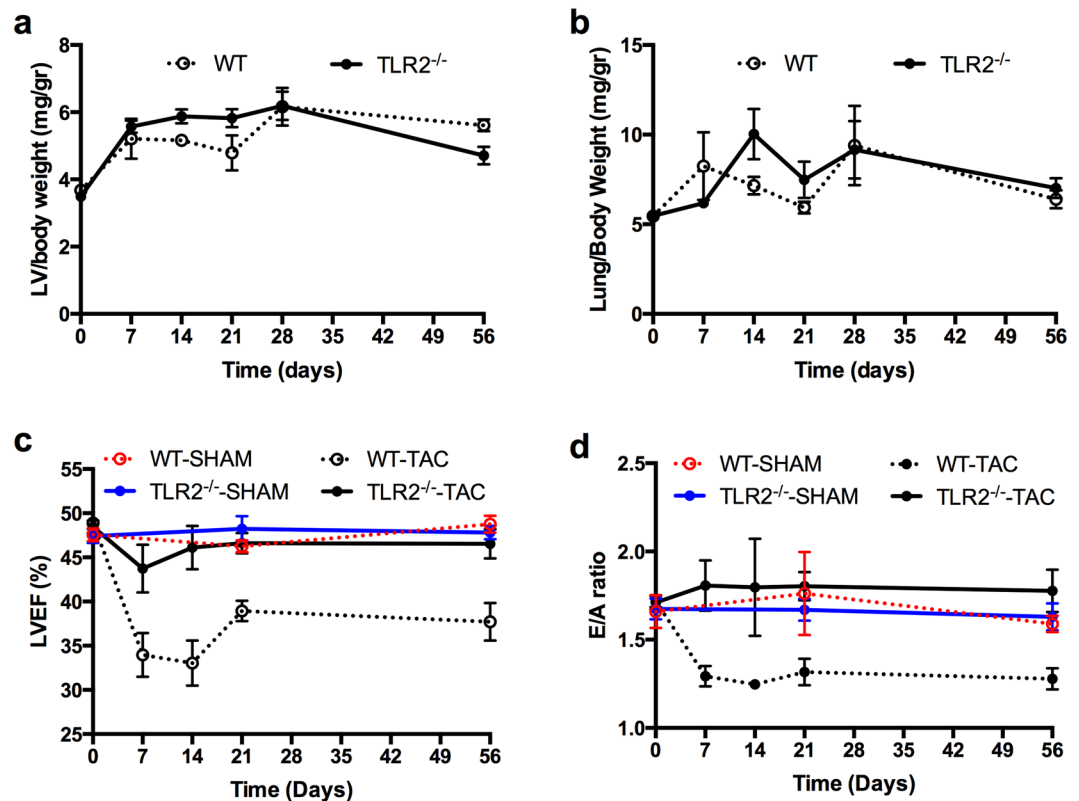 a
WT
TLR2-/-
LV/body weight (mg/gr)
8
6
4
2
0
0 7 14 21 28 35 42 49 56
Time (days)
b
WT
TLR2-/-
Lung/Body Weight (mg/gr)
15
10
5
0
0 7 14 21 28 35 42 49 56
Time (days)
c
WT-SHAM
WT-TAC
TLR2-/--SHAM
TLR2-/--TAC
LVEF (%)
55
50
45
40
35
30
25
0 7 14 21 28 35 42 49 56
Time (Days)
d
WT-SHAM
WT-TAC
TLR2-/--SHAM
TLR2-/--TAC
E/A ratio
2.5
2.0
1.5
1.0
0 7 14 21 28 35 42 49 56
Time (Days)